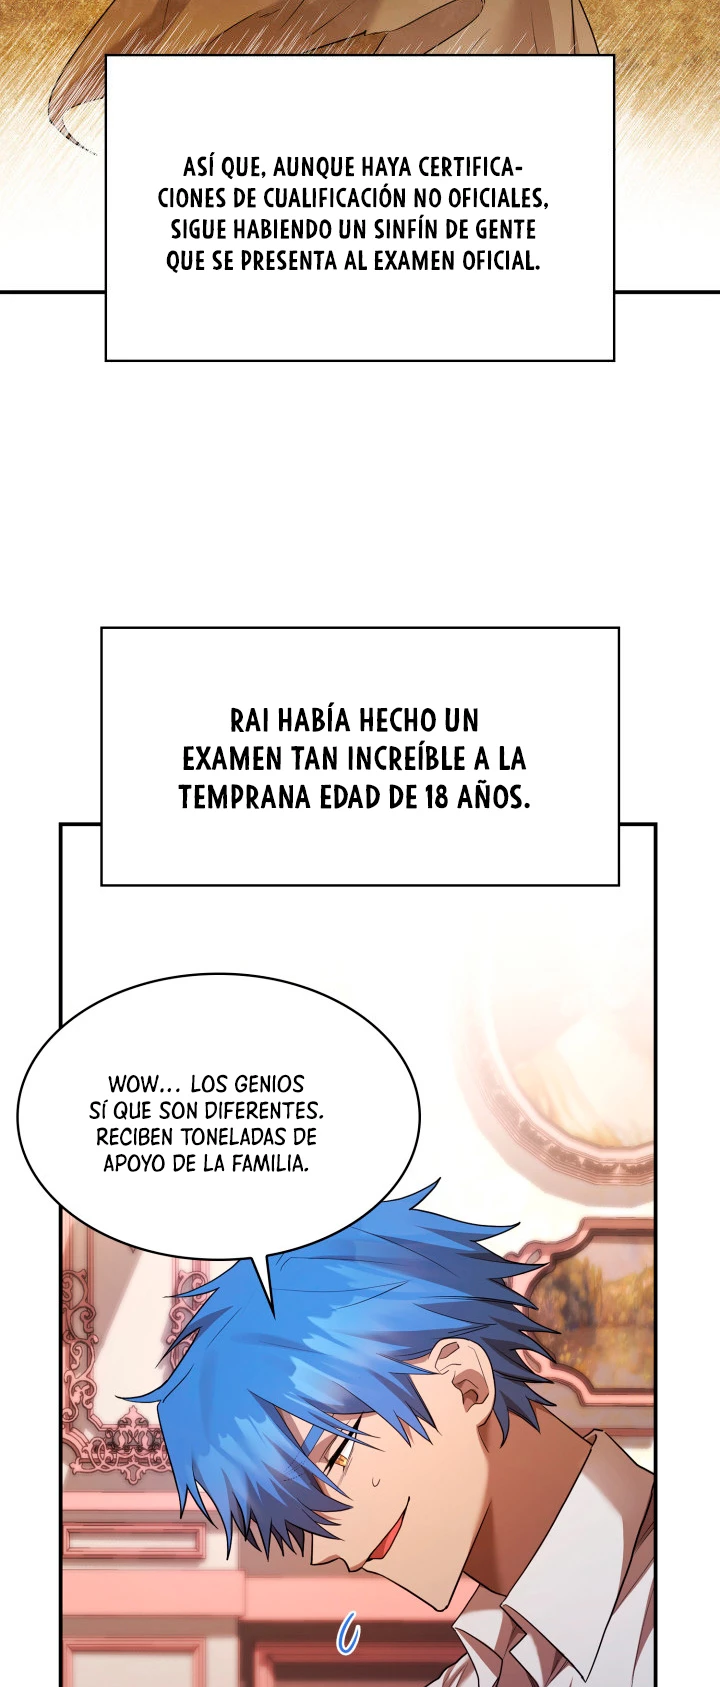 ASÍ QUE, AUNQUE HAYA CERTIFICA-
CIONES DE CUALIFICACIÓN NO OFICIALES,
SIGUE HABIENDO UN SINFÍN DE GENTE
QUE SE PRESENTA AL EXAMEN OFICIAL.
RAI HABÍA HECHO UN
EXAMEN TAN INCREÍBLE A LA
TEMPRANA EDAD DE 18 AÑOS.
WOW... LOS GENIOS
SÍ QUE SON DIFERENTES.
RECIBEN TONELADAS DE
APOYO DE LA FAMILIA.